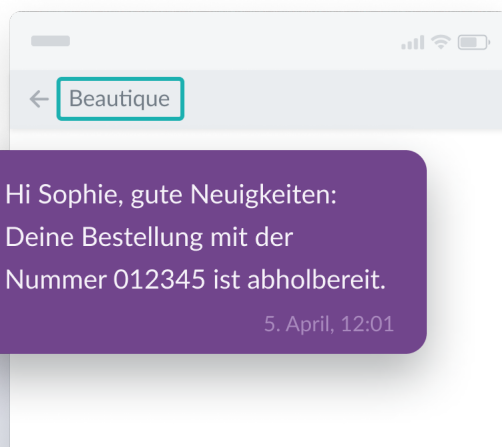 Beautique
Hi Sophie, gute Neuigkeiten:
Deine Bestellung mit der
Nummer 012345 ist abholbereit.
5. April, 12:01